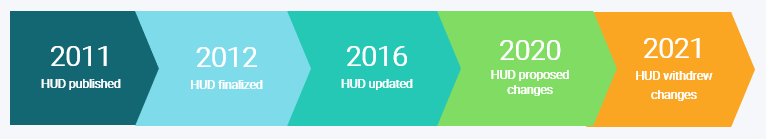 2011
HUD published
2012
HUD finalized
2016
HUD updated
2020
HUD proposed
changes
2021
HUD withdrew
changes